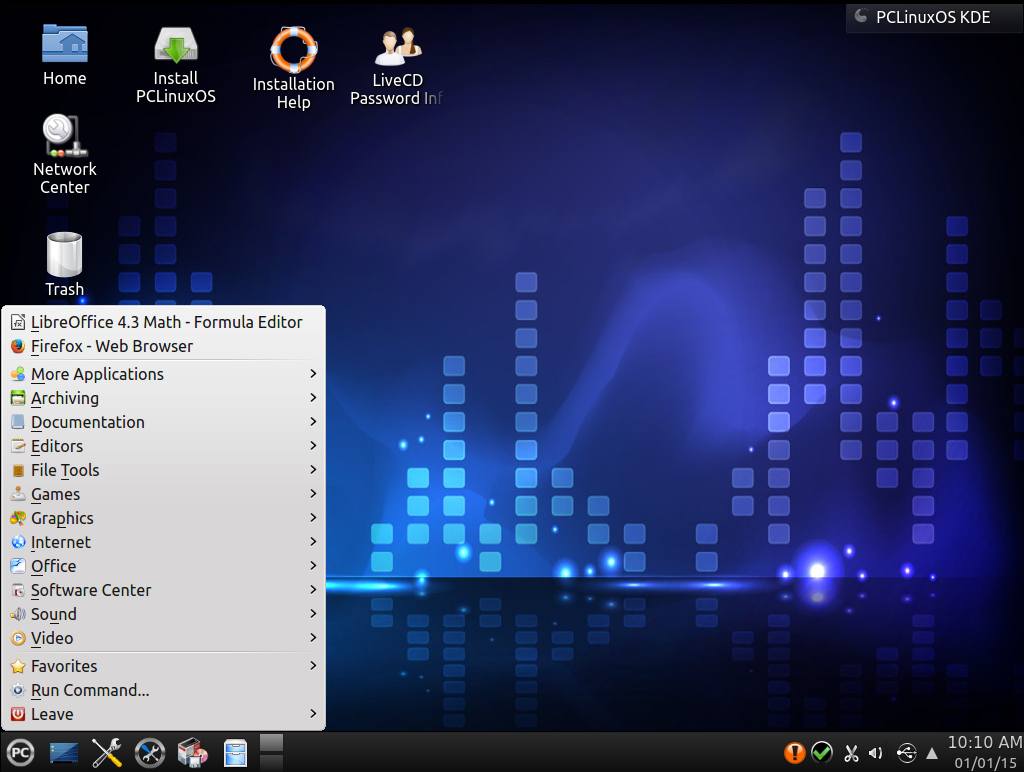 PCLinuxOS KDE
Home
Install
PCLinuxOS
Installation
Help
LiveCD
Password Inf
Network
Center
Trash
LibreOffice 4.3 Math - Formula Editor
Firefox - Web Browser
More Applications
Archiving
Documentation
Editors
File Tools
Games
Graphics
Internet
Office
Software Center
Sound
Video
Favorites
Run Command...
Leave
PC
10:10 AM
01/01/15